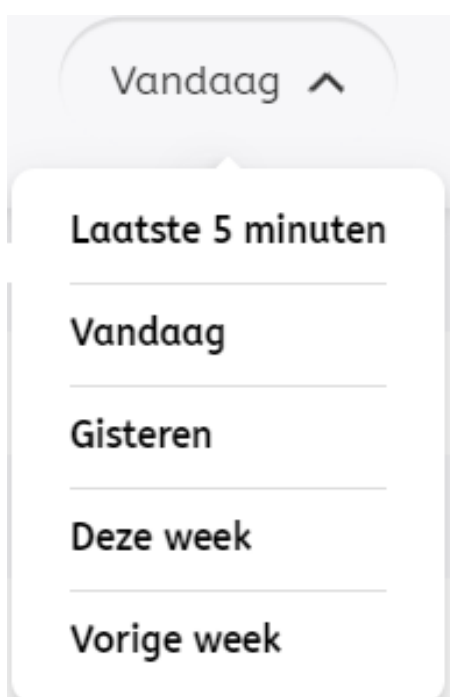 Vandaag
Laatste 5 minuten
Vandaag
Gisteren
Deze week
Vorige week